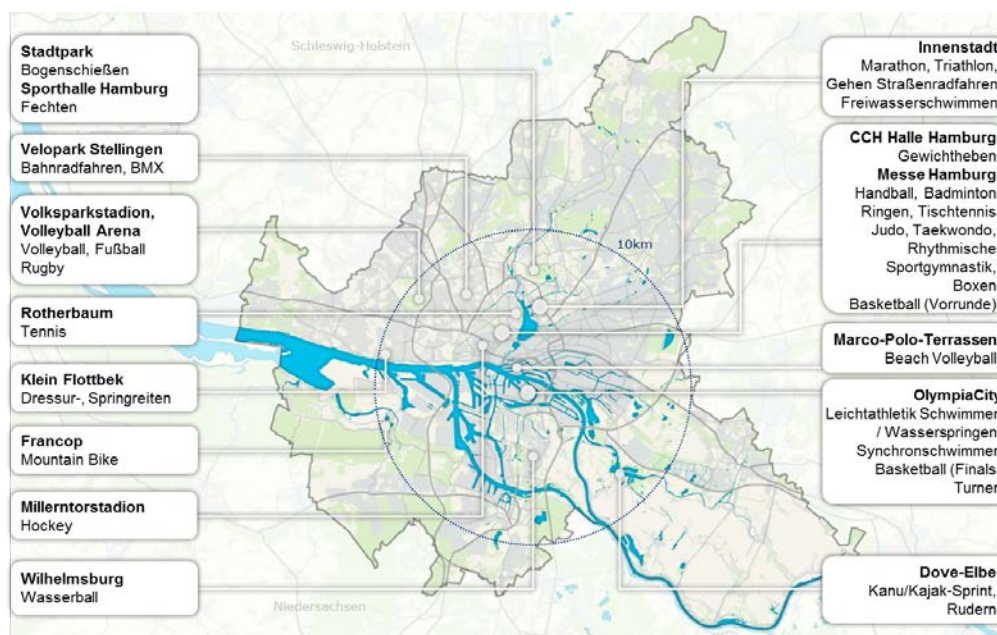 Schleswig-Holstein
Stadtpark
Bogenschießen
Sporthalle Hamburg
Fechten
Velopark Stellingen
Bahnradfahren, BMX
Volksparkstadion,
Volleyball Arena
Volleyball, Fußball
Rugby
Rotherbaum
Tennis
Klein Flottbek
Dressur-, Springreiten
Francop
Mountain Bike
Millerntorstadion
Hockey
Wilhelmsburg
Wasserball
10km
Niedersachsen
Innenstadt
Marathon, Triathlon,
Gehen Straßenradfahren
Freiwasserschwimmen
CCH Halle Hamburg
Gewichtheben
Messe Hamburg
Handball, Badminton
Ringen, Tischtennis
Judo, Taekwondo,
Rhythmische
Sportgymnastik,
Boxen
Basketball (Vorrunde)
Marco-Polo-Terrassen
Beach Volleyball
OlympiaCity
Leichtathletik Schwimmer
/ Wasserspringen
Synchronschwimmer
Basketball (Finals
Turner
Dove-Elbe
Kanu/Kajak-Sprint,
Rudern